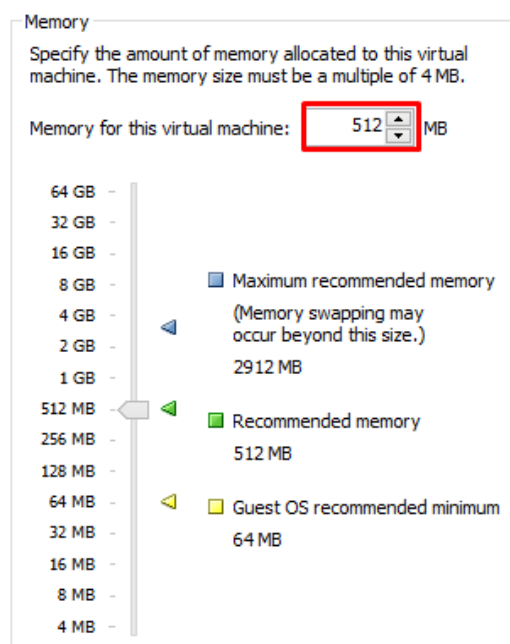 Memory
Specify the amount of memory allocated to this virtual
machine. The memory size must be a multiple of 4 MB.
Memory for this virtual machine: 512 MB
64 GB
32 GB
16 GB
8 GB
4 GB
2 GB
1 GB
512 MB
256 MB
128 MB
64 MB
32 MB
16 MB
8 MB
4 MB
Maximum recommended memory
(Memory swapping may
occur beyond this size.)
2912 MB
Recommended memory
512 MB
Guest OS recommended minimum
64 MB